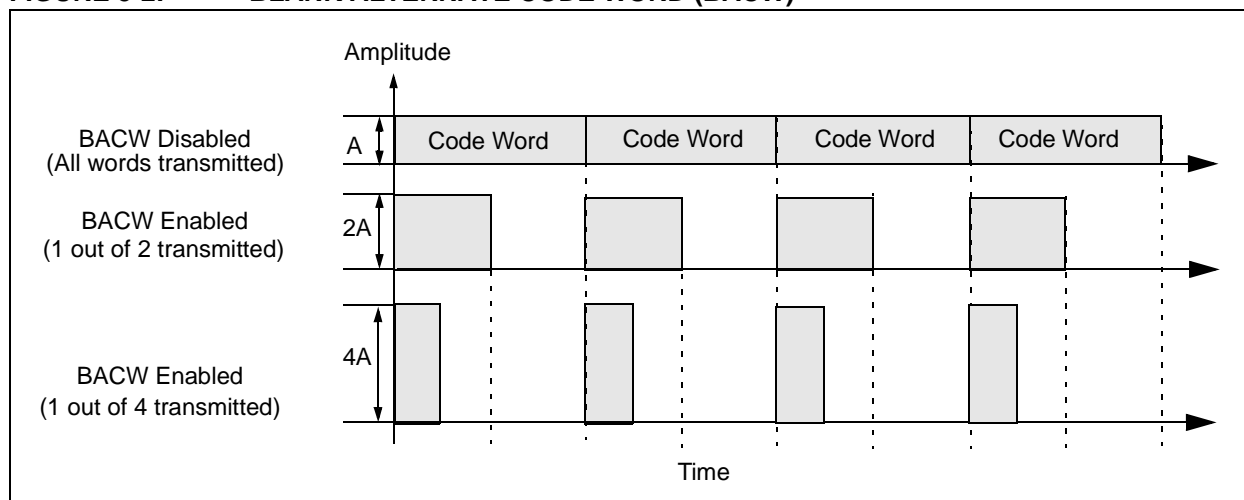 Amplitude
BACW Disabled
(All words transmitted)
A
Code Word
Code Word
Code Word
Code Word
BACW Enabled
(1 out of 2 transmitted)
2A
BACW Enabled
(1 out of 4 transmitted)
4A
Time